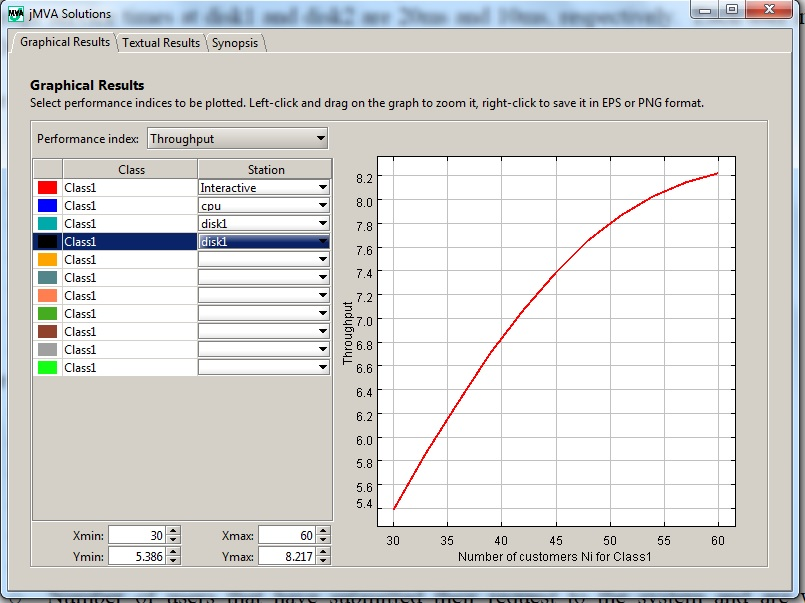 times at disk1 and disk2 are 20ms and 10ms, respectively.
MVA jMVA Solutions
Graphical Results Textual Results Synopsis
Graphical Results
Select performance indices to be plotted. Left-click and drag on the graph to zoom it, right-click to save it in EPS or PNG format.
Performance index: Throughput
Class Station
Class1 Interactive
Class1 cpu
Class1 disk1
Class1 disk1
Class1
Class1
Class1
Class1
Class1
Class1
Class1
Xmin: 30 Xmax: 60
Ymin: 5.386 Ymax: 8.217
8.2
8.0
7.8
7.6
7.4
7.2
7.0
6.8
6.6
6.4
6.2
6.0
5.8
5.6
5.4
Throughput
30 35 40 45 50 55 60
Number of customers Ni for Class1
Number of users that have submitted their request to the system and are